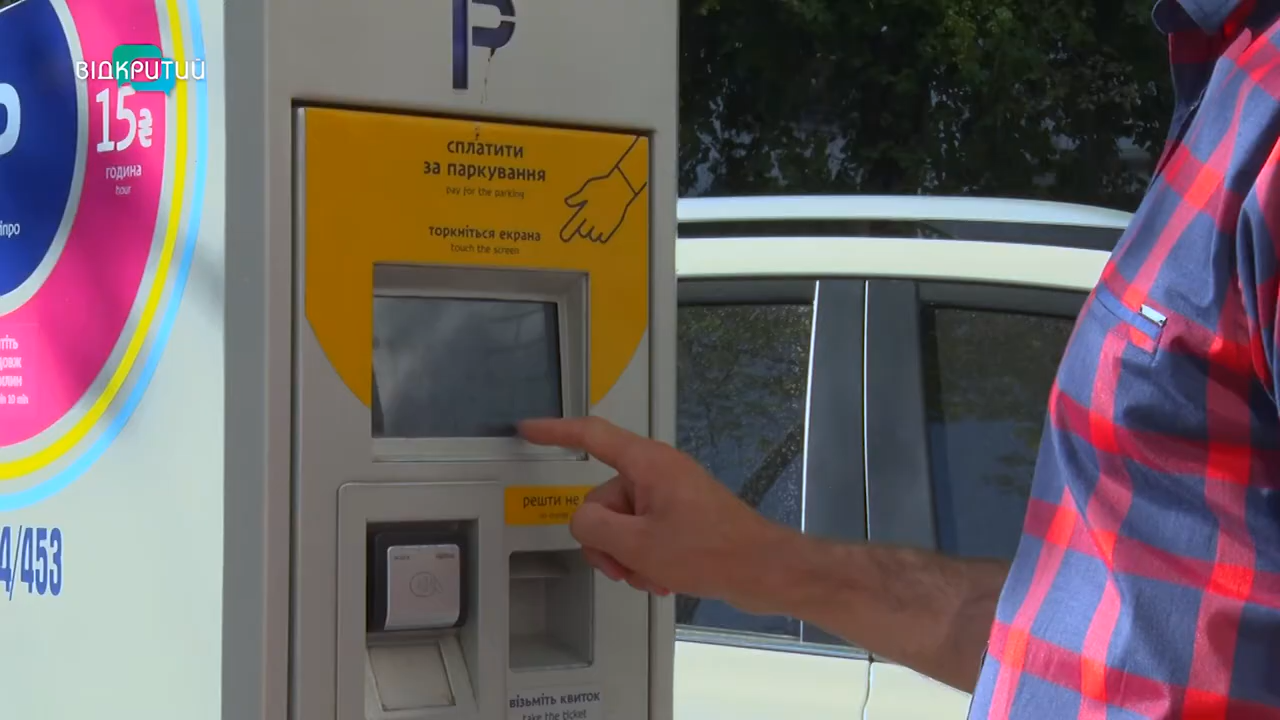 ВІДКРИТИЙ
P
15₴
година
hour
Д/453
сплатити
за паркування
pay for the parking
торкніться екрана
touch the screen
решти не
візьміть квиток
take the ticket